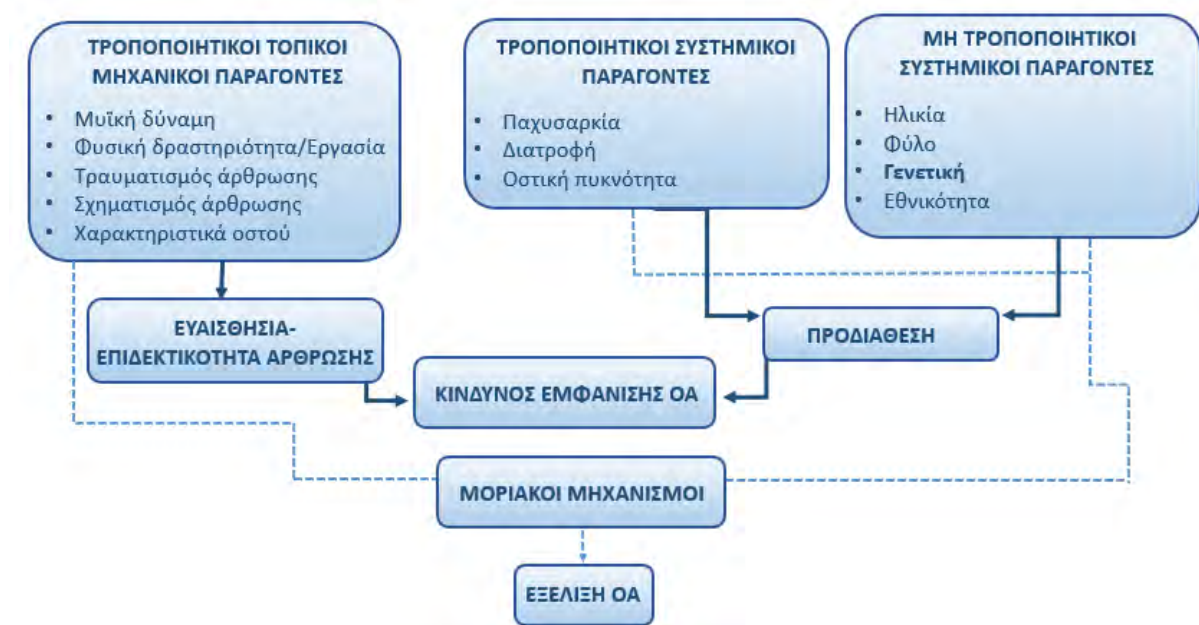 ΤΡΟΠΟΠΟΙΗΤΙΚΟΙ ΤΟΠΙΚΟΙ
ΜΗΧΑΝΙΚΟΙ ΠΑΡΑΓΟΝΤΕΣ
• Μυϊκή δύναμη
• Φυσική δραστηριότητα/Εργασία
• Τραυματισμός άρθρωσης
• Σχηματισμός άρθρωσης
• Χαρακτηριστικά οστού
ΤΡΟΠΟΠΟΙΗΤΙΚΟΙ ΣΥΣΤΗΜΙΚΟΙ
ΠΑΡΑΓΟΝΤΕΣ
• Παχυσαρκία
• Διατροφή
• Οστική πυκνότητα
ΜΗ ΤΡΟΠΟΠΟΙΗΤΙΚΟΙ
ΣΥΣΤΗΜΙΚΟΙ ΠΑΡΑΓΟΝΤΕΣ
• Ηλικία
• Φύλο
• Γενετική
• Εθνικότητα
ΕΥΑΙΣΘΗΣΙΑ-
ΕΠΙΔΕΚΤΙΚΟΤΗΤΑ ΑΡΘΡΩΣΗΣ
ΠΡΟΔΙΑΘΕΣΗ
ΚΙΝΔΥΝΟΣ ΕΜΦΑΝΙΣΗΣ ΟΑ
ΜΟΡΙΑΚΟΙ ΜΗΧΑΝΙΣΜΟΙ
ΕΞΕΛΙΞΗ ΟΑ